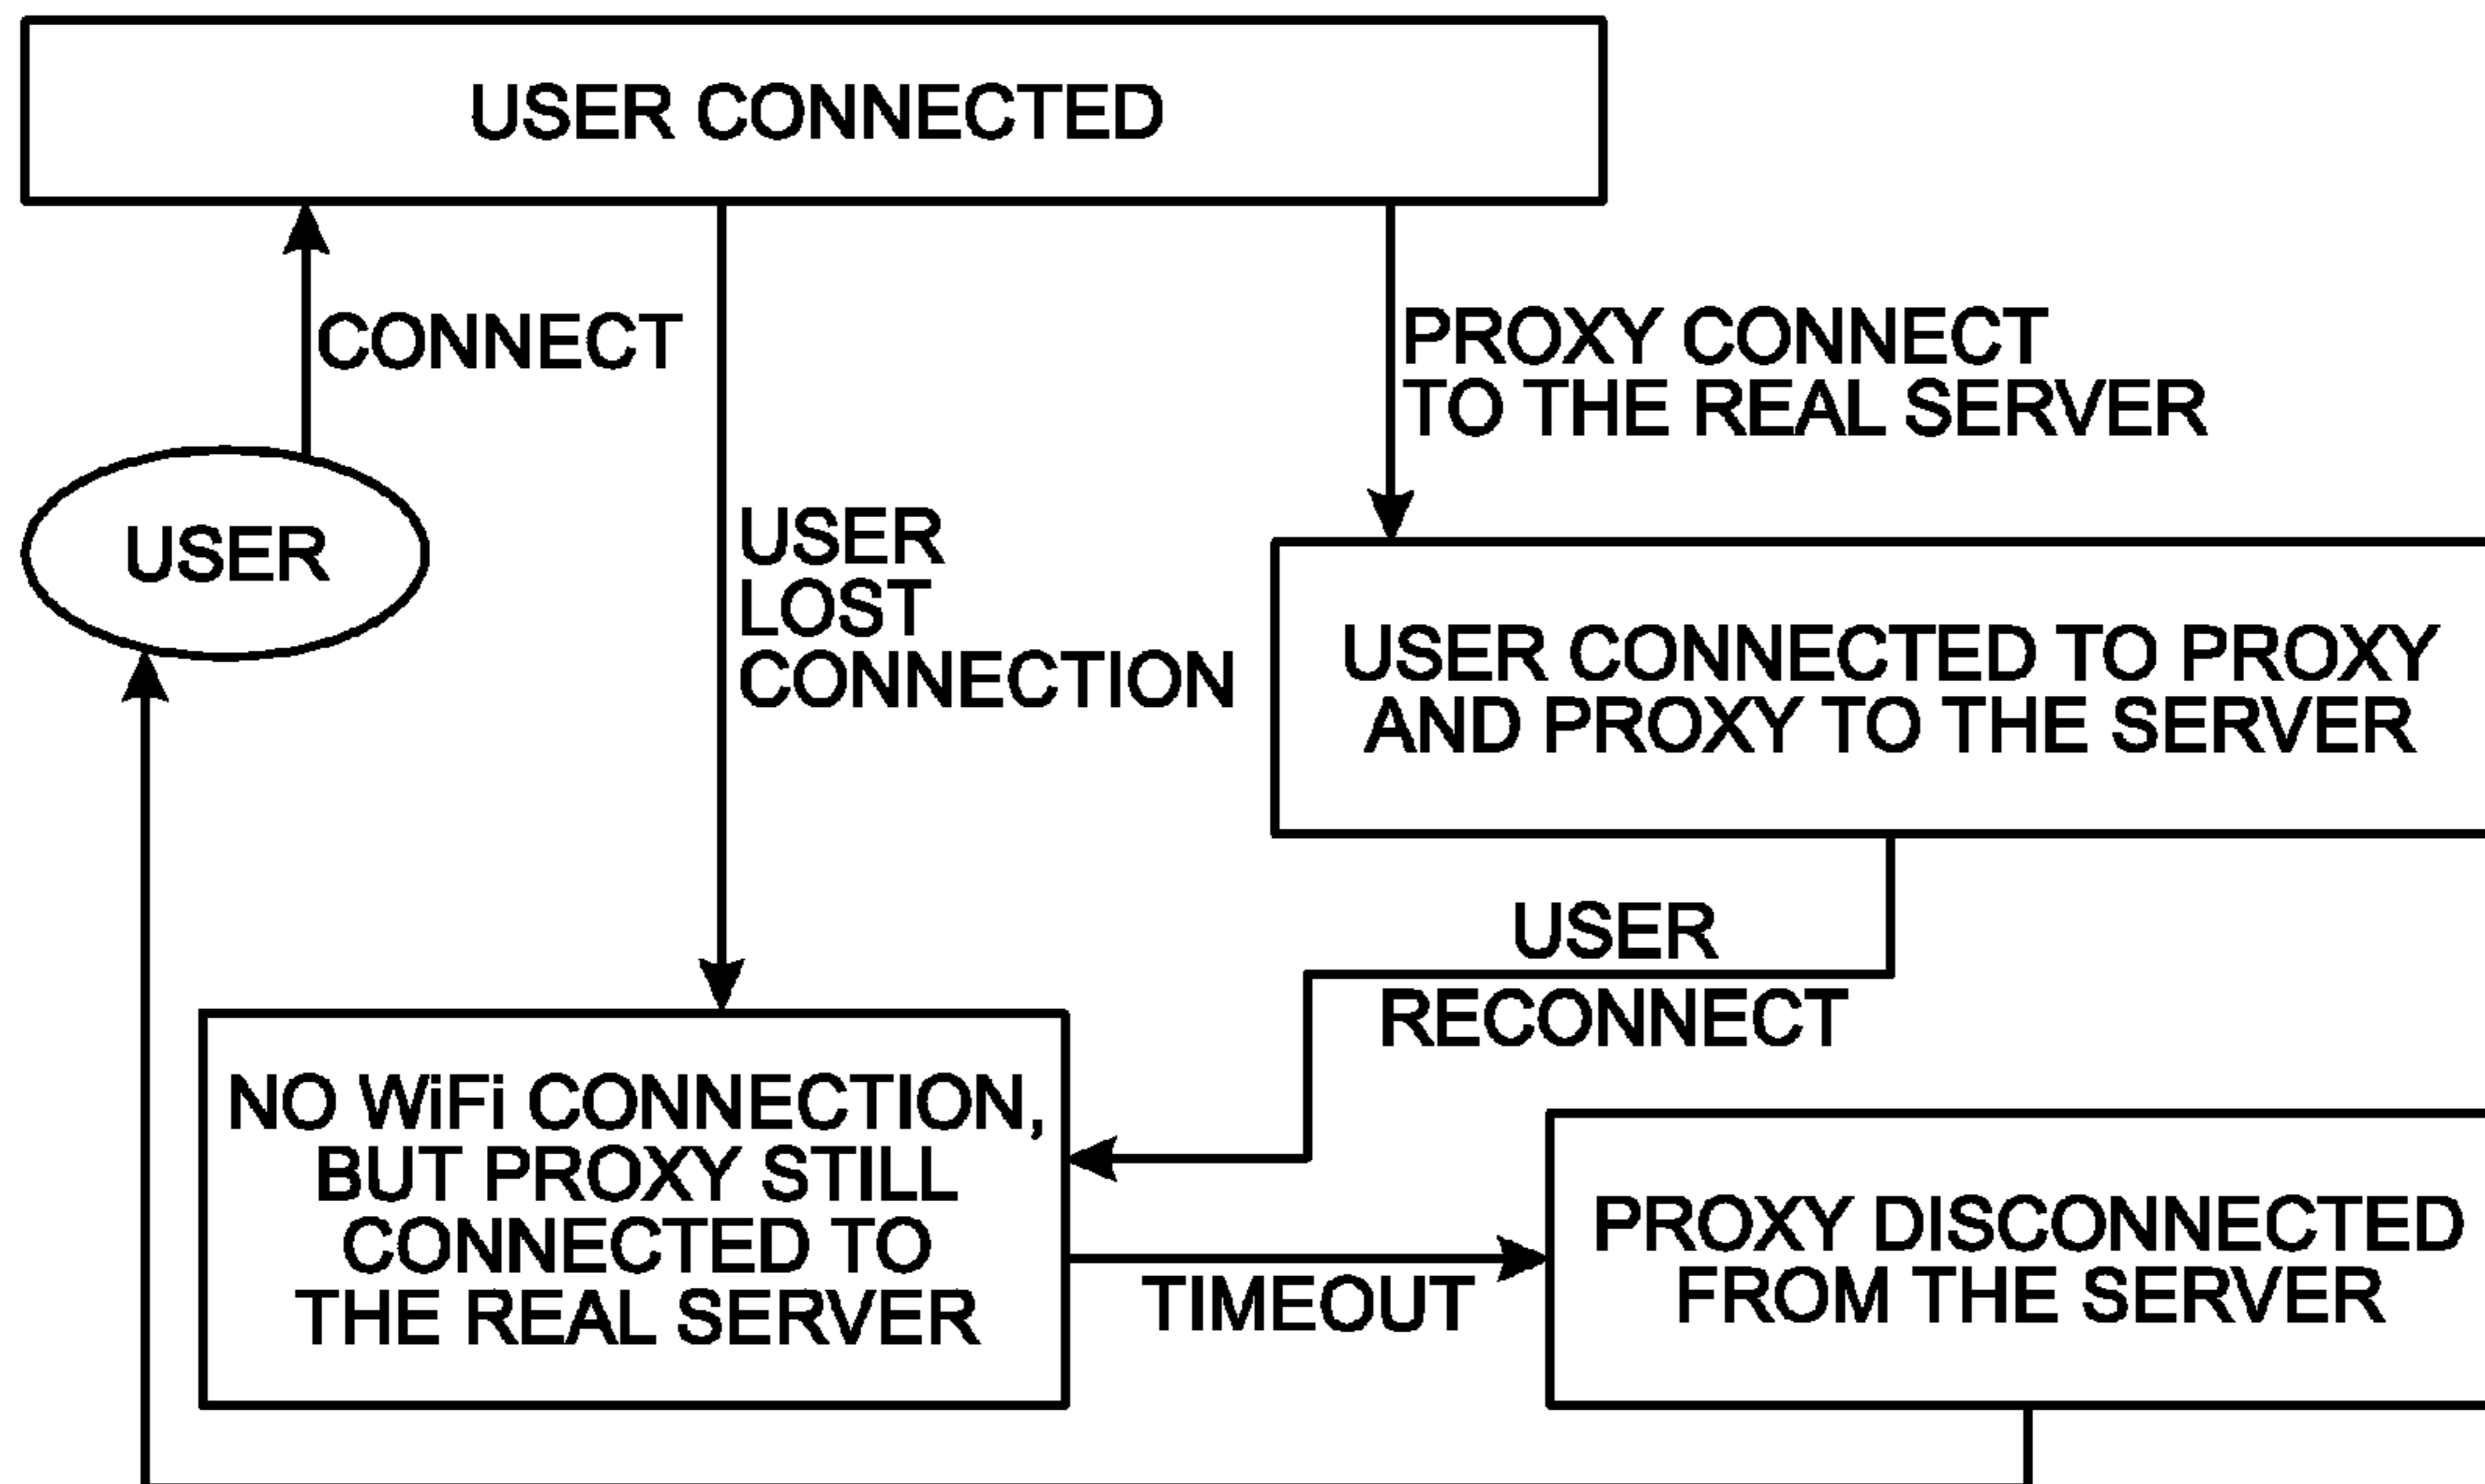 USER CONNECTED
CONNECT
PROXY CONNECT
TO THE REAL SERVER
USER
USER
LOST
CONNECTION
USER CONNECTED TO PROXY
AND PROXY TO THE SERVER
USER
RECONNECT
NO WiFi CONNECTION,
BUT PROXY STILL
CONNECTED TO
THE REAL SERVER
TIMEOUT
PROXY DISCONNECTED
FROM THE SERVER